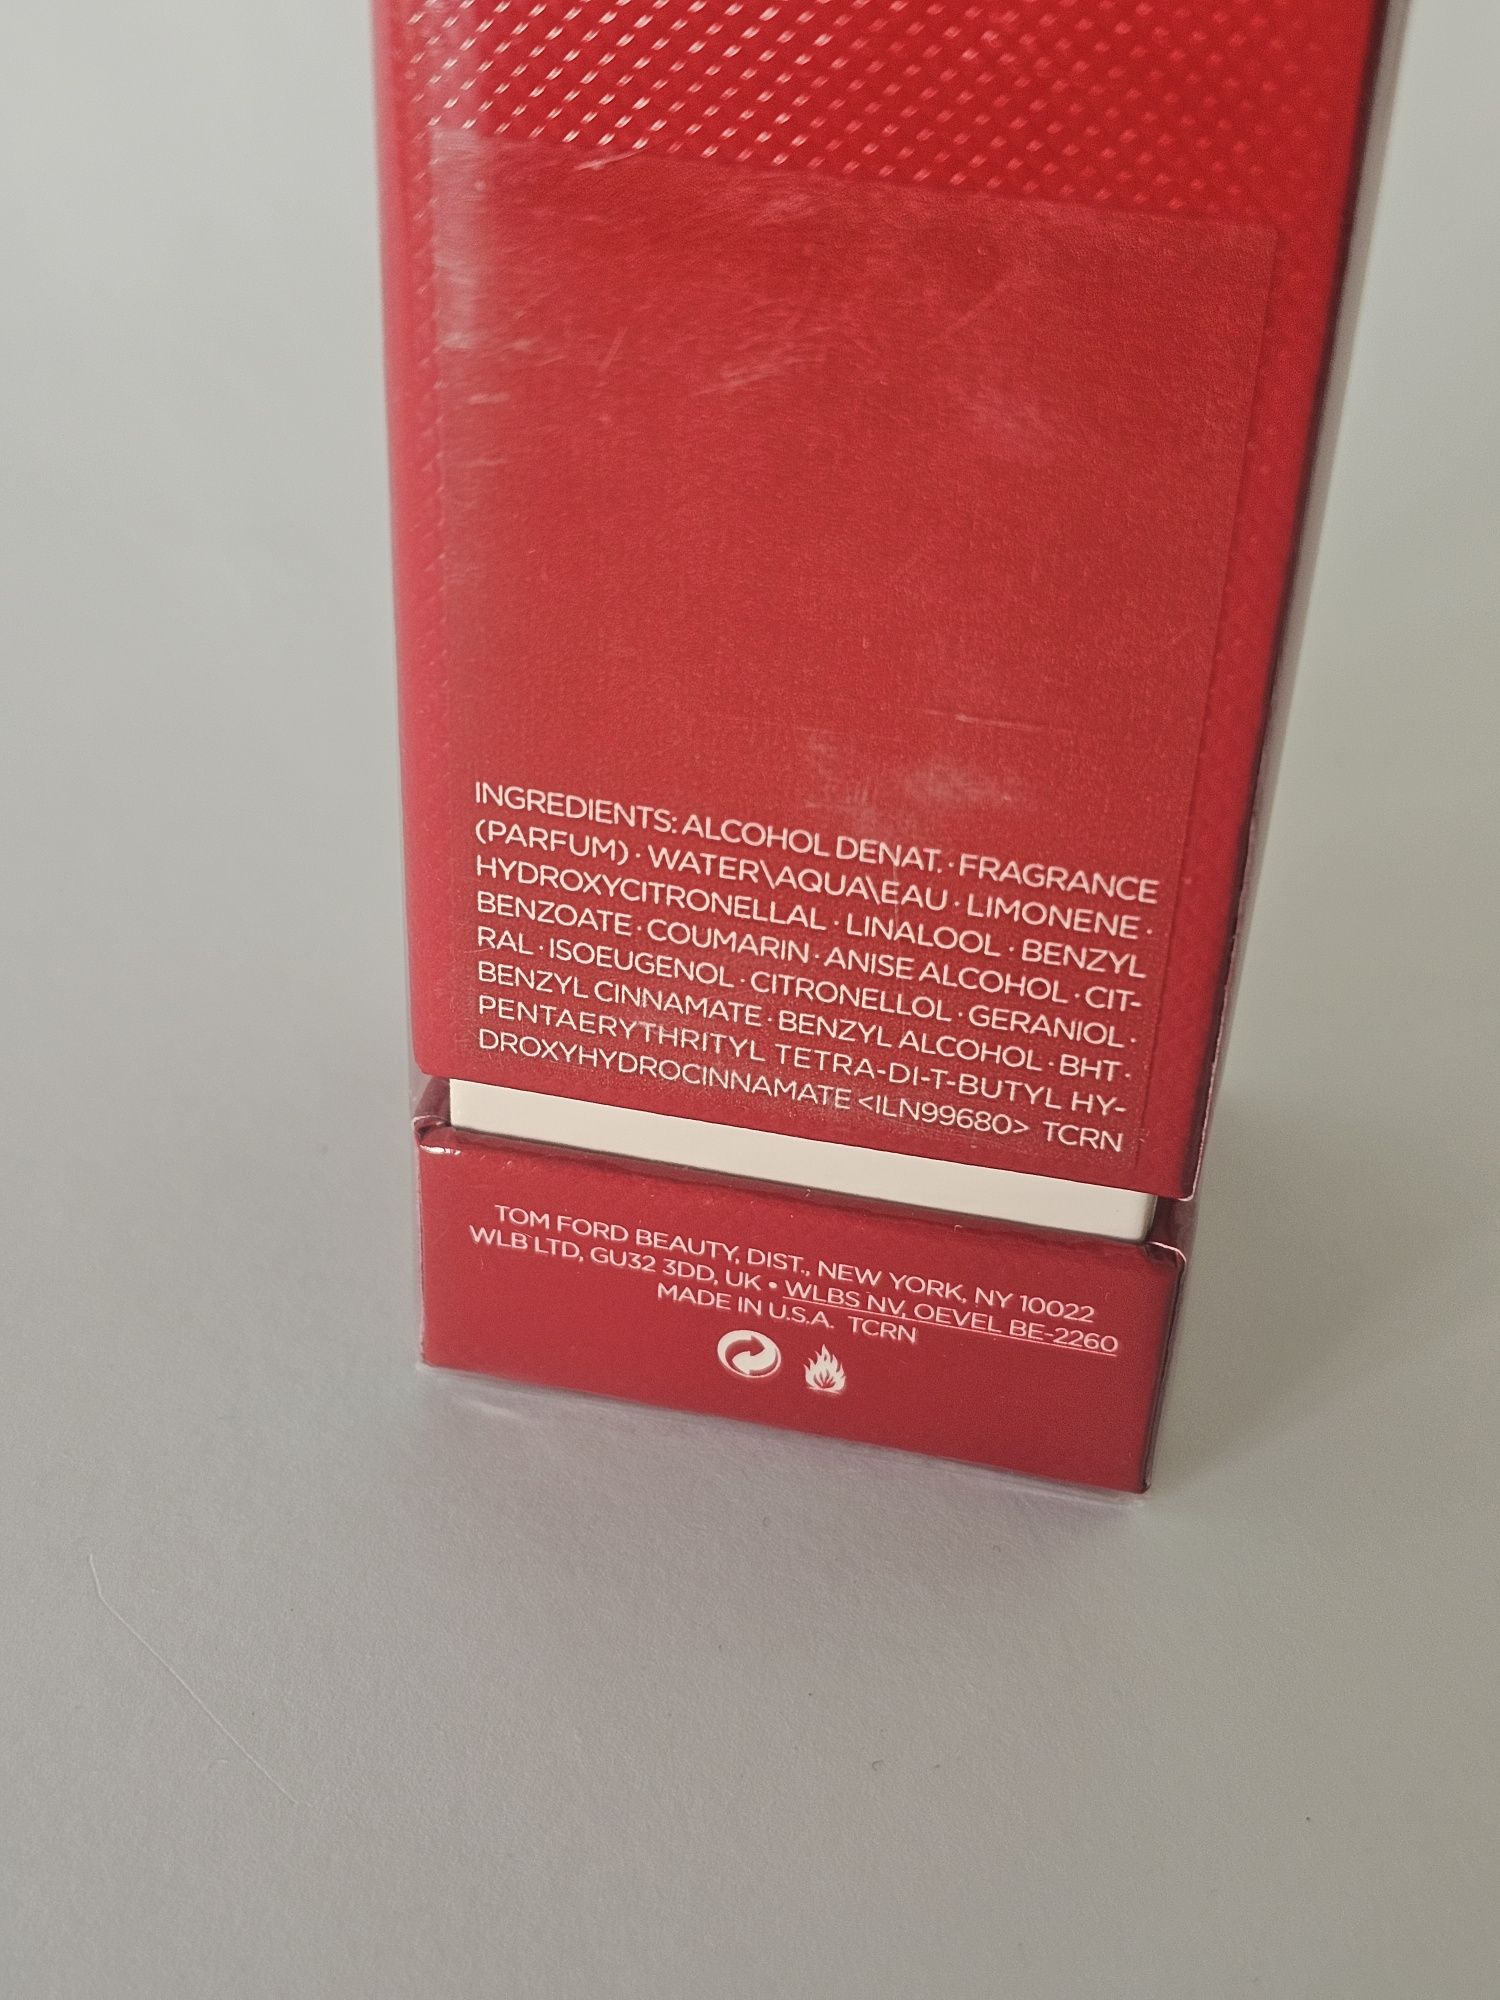 INGREDIENTS: ALCOHOL DENAT. · FRAGRANCE
(PARFUM) · WATER\AQUA\EAU · LIMONENE ·
HYDROXYCITRONELLAL · LINALOOL · BENZYL
BENZOATE · COUMARIN · ANISE ALCOHOL · CIT-
RAL · ISOEUGENOL · CITRONELLOL · GERANIOL ·
BENZYL CINNAMATE · BENZYL ALCOHOL · BHT ·
PENTAERYTHRITYL TETRA-DI-T-BUTYL HY-
DROXYHYDROCINNAMATE <ILN99680> TCRN
TOM FORD BEAUTY, DIST., NEW YORK, NY 10022
WLB LTD, GU32 3DD, UK • WLBS NV, OEVEL BE-2260
MADE IN U.S.A. TCRN